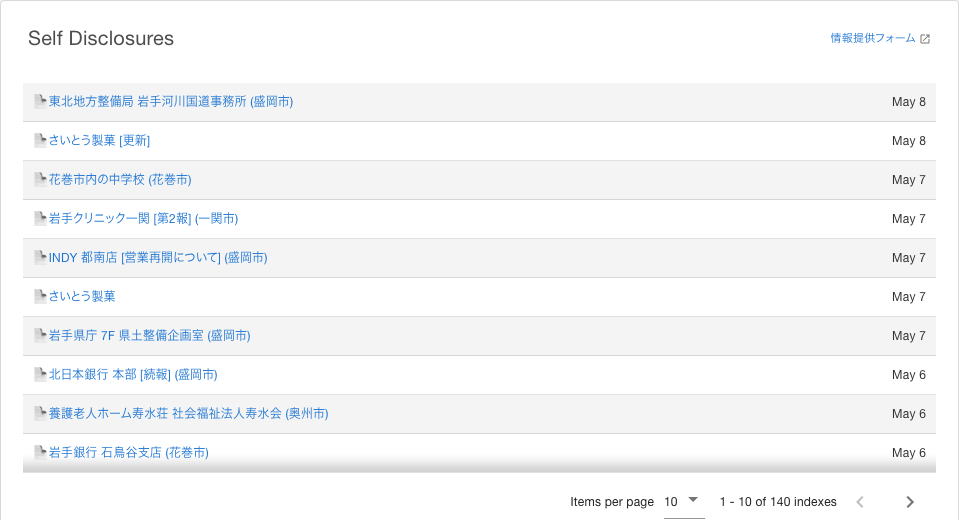 Self Disclosures
情報提供フォーム
東北地方整備局 岩手河川国道事務所 (盛岡市) May 8
さいとう製菓 [更新] May 8
花巻市内の中学校 (花巻市) May 7
岩手クリニック一関 [第2報] (一関市) May 7
INDY 都南店 [営業再開について] (盛岡市) May 7
さいとう製菓 May 7
岩手県庁 7F 県土整備企画室 (盛岡市) May 7
北日本銀行 本部 [続報] (盛岡市) May 6
養護老人ホーム寿水荘 社会福祉法人寿水会 (奥州市) May 6
岩手銀行 石鳥谷支店 (花巻市) May 6
Items per page 10 1 - 10 of 140 indexes